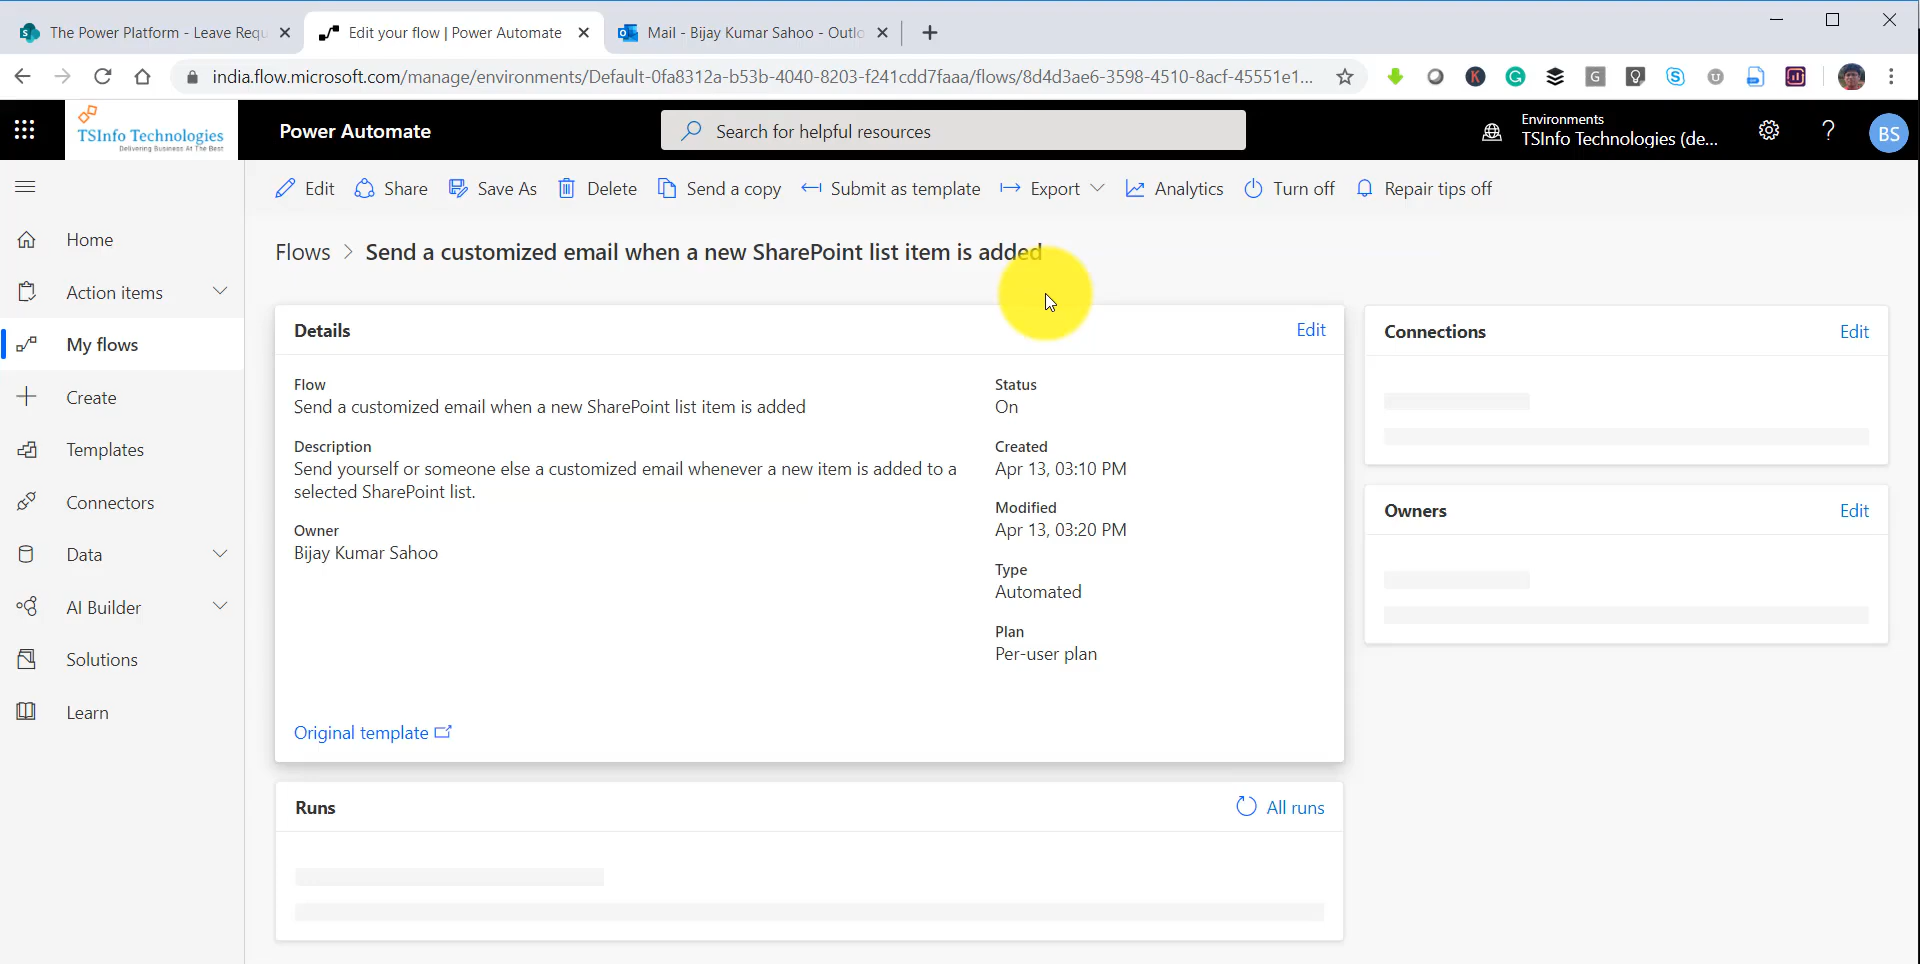 The Power Platform - Leave Requ
Edit your flow | Power Automate
Mail - Bijay Kumar Sahoo - Outlo
india.flow.microsoft.com/manage/environments/Default-0fa8312a-b53b-4040-8203-f241cdd7faaa/flows/8d4d3ae6-3598-4510-8acf-45551e1...
TSInfo Technologies
Delivering Business At The Best
Power Automate
Search for helpful resources
Environments
TSInfo Technologies (de...
?
BS
Edit
Share
Save As
Delete
Send a copy
Submit as template
Export
Analytics
Turn off
Repair tips off
Home
Action items
My flows
Create
Templates
Connectors
Data
AI Builder
Solutions
Learn
Flows > Send a customized email when a new SharePoint list item is added
Details
Edit
Flow
Send a customized email when a new SharePoint list item is added
Description
Send yourself or someone else a customized email whenever a new item is added to a
selected SharePoint list.
Owner
Bijay Kumar Sahoo
Status
On
Created
Apr 13, 03:10 PM
Modified
Apr 13, 03:20 PM
Type
Automated
Plan
Per-user plan
Original template
Connections
Edit
Owners
Edit
Runs
All runs